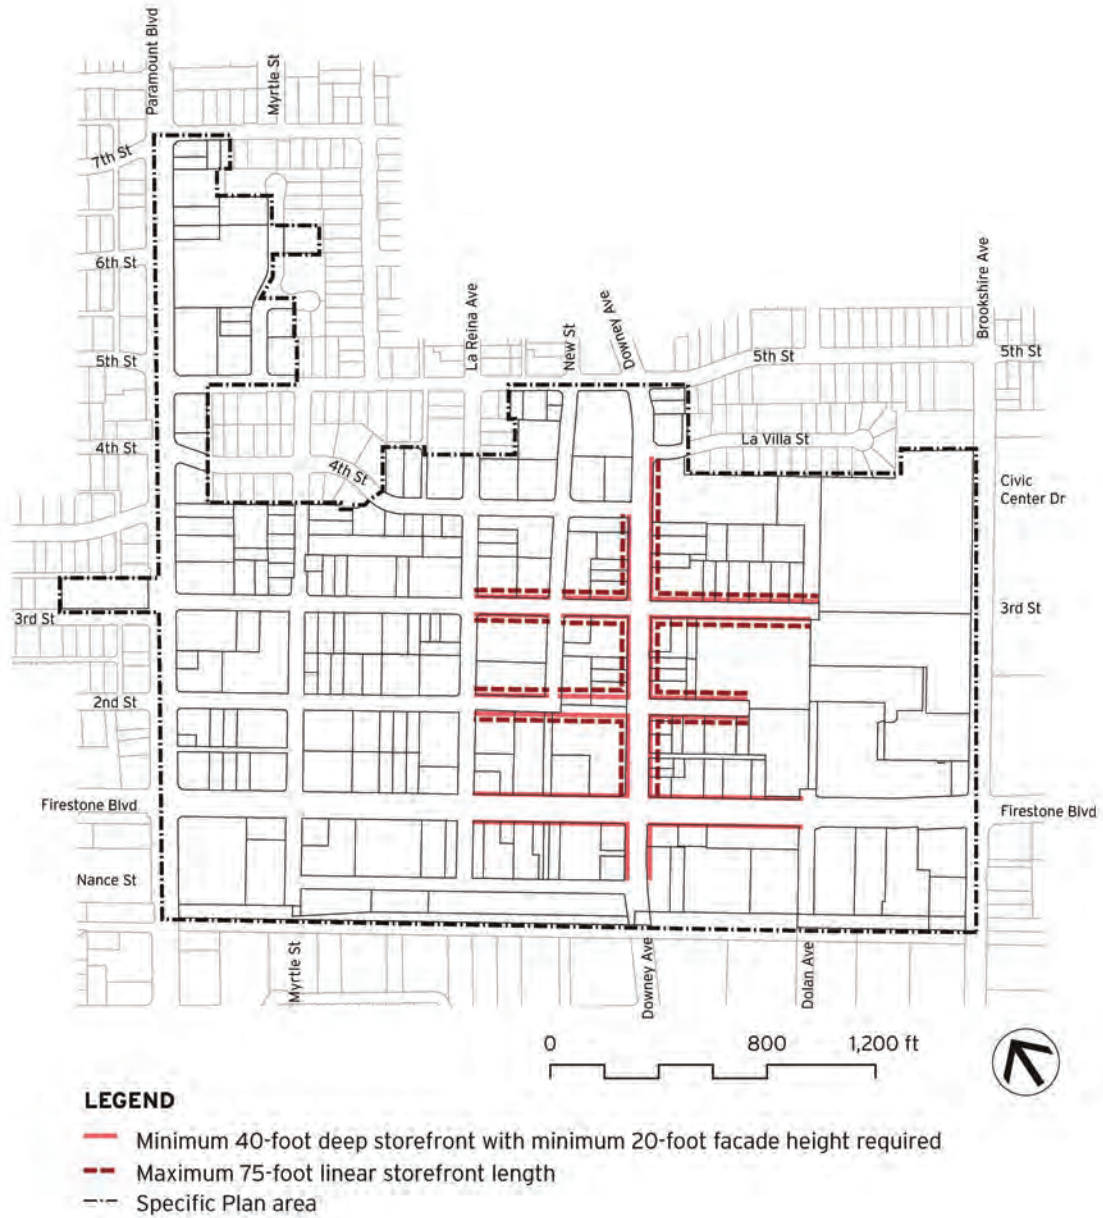 Paramount Blvd
Myrtle St
7th St
6th St
Brookshire Ave
La Reina Ave
New St
Downey Ave
5th St
5th St
5th St
4th St
La Villa St
4th St
Civic
Center Dr
3rd St
3rd St
2nd St
Firestone Blvd
Firestone Blvd
Nance St
Myrtle St
Downey Ave
Dolan Ave
0 800 1,200 ft
LEGEND
Minimum 40-foot deep storefront with minimum 20-foot facade height required
Maximum 75-foot linear storefront length
Specific Plan area